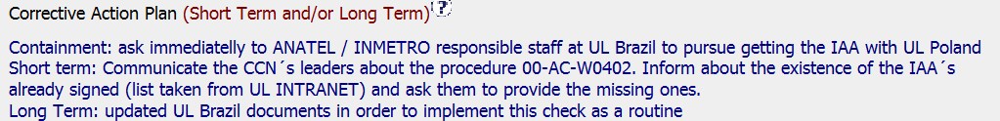 Corrective Action Plan (Short Term and/or Long Term) ?
Containment: ask immediatelly to ANATEL / INMETRO responsible staff at UL Brazil to pursue getting the IAA with UL Poland
Short term: Communicate the CCN´s leaders about the procedure 00-AC-W0402. Inform about the existence of the IAA´s
already signed (list taken from UL INTRANET) and ask them to provide the missing ones.
Long Term: updated UL Brazil documents in order to implement this check as a routine